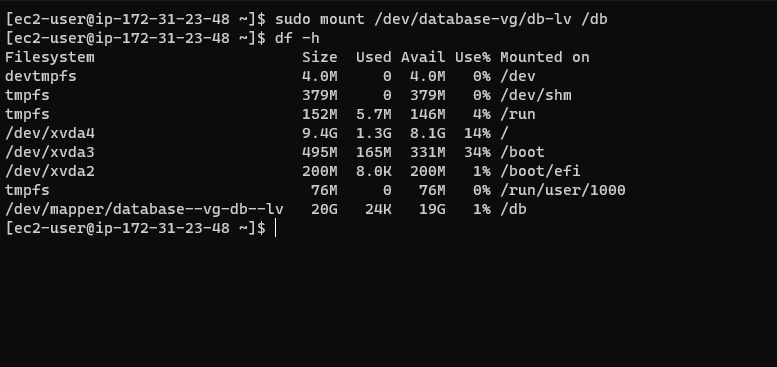 [ec2-user@ip-172-31-23-48 ~]$ sudo mount /dev/database-vg/db-lv /db
[ec2-user@ip-172-31-23-48 ~]$ df -h
Filesystem                       Size  Used Avail Use% Mounted on
devtmpfs                         4.0M     0  4.0M   0% /dev
tmpfs                            379M     0  379M   0% /dev/shm
tmpfs                            152M  5.7M  146M   4% /run
/dev/xvda4                       9.4G  1.3G  8.1G  14% /
/dev/xvda3                       495M  165M  331M  34% /boot
/dev/xvda2                       200M  8.0K  200M   1% /boot/efi
tmpfs                             76M     0   76M   0% /run/user/1000
/dev/mapper/database--vg-db--lv   20G   24K   19G   1% /db
[ec2-user@ip-172-31-23-48 ~]$